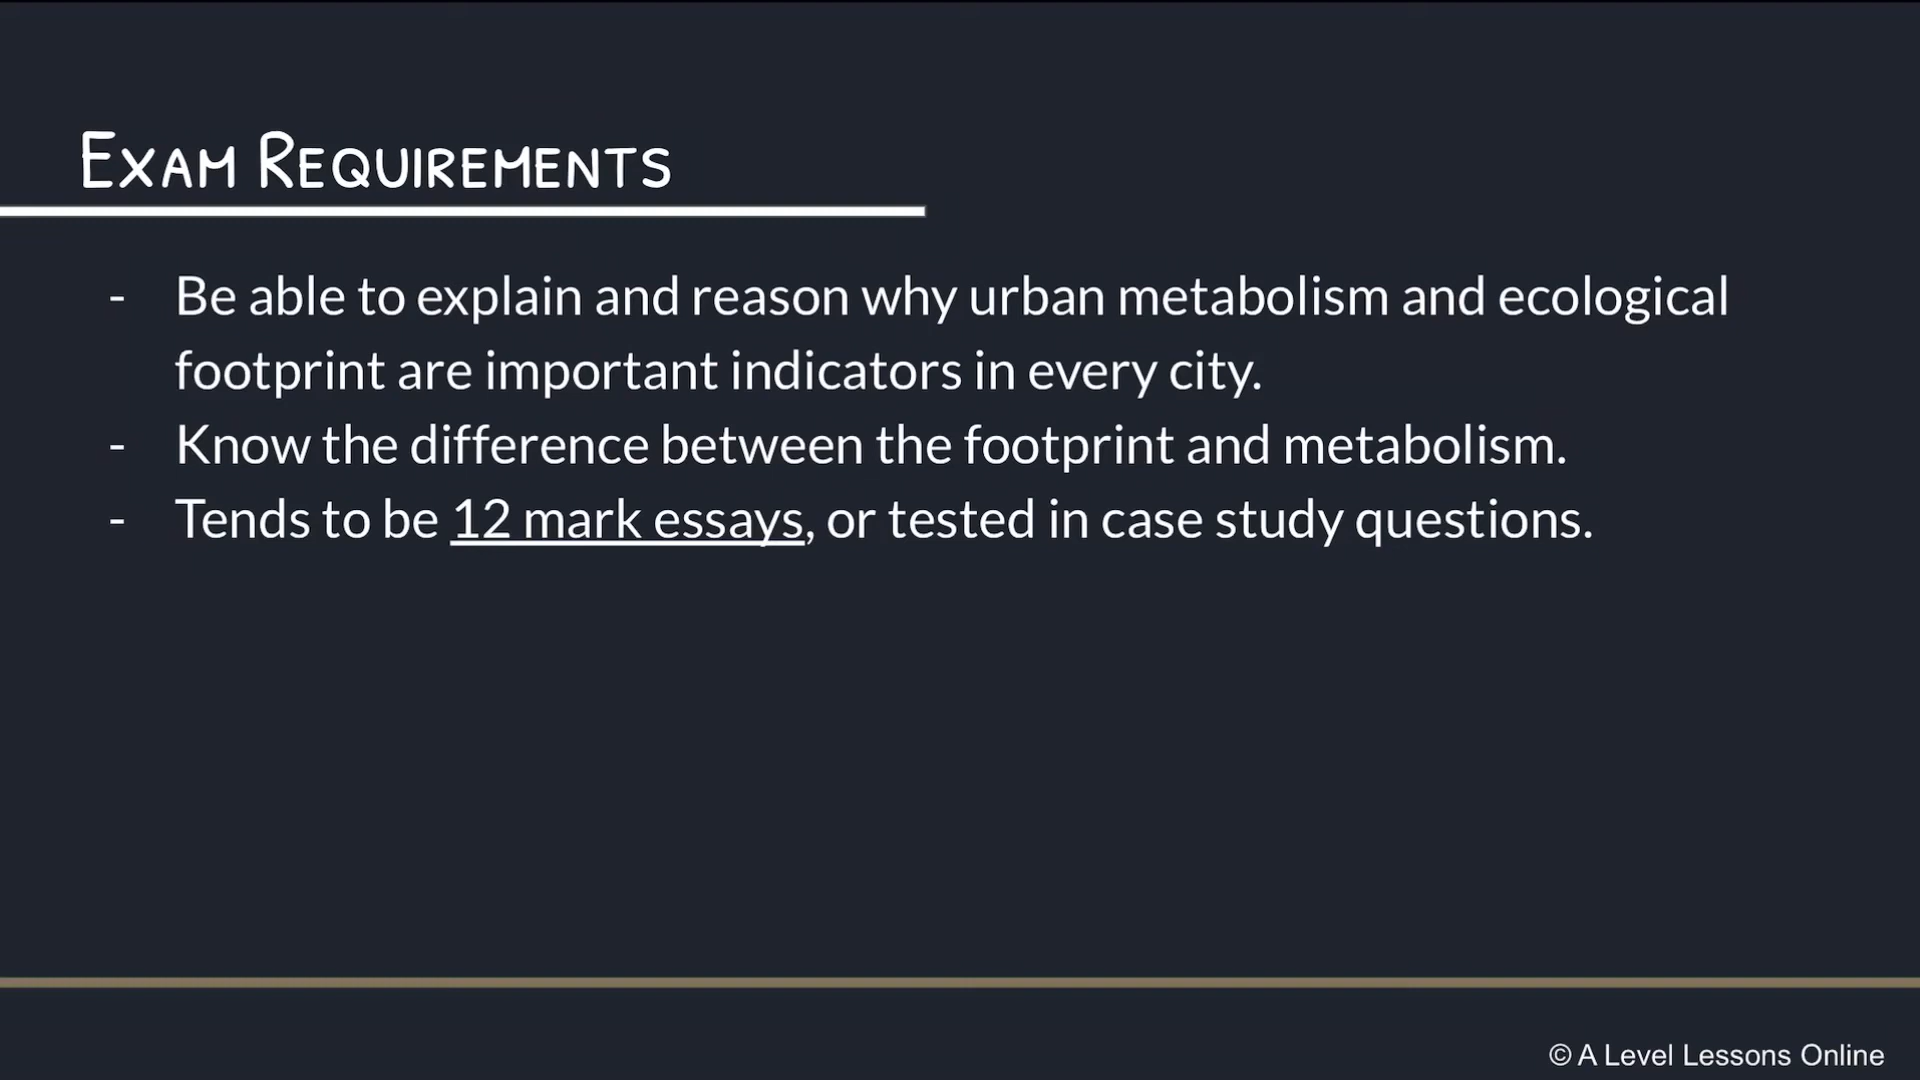 Exam Requirements
- Be able to explain and reason why urban metabolism and ecological
footprint are important indicators in every city.
- Know the difference between the footprint and metabolism.
- Tends to be 12 mark essays, or tested in case study questions.
© A Level Lessons Online